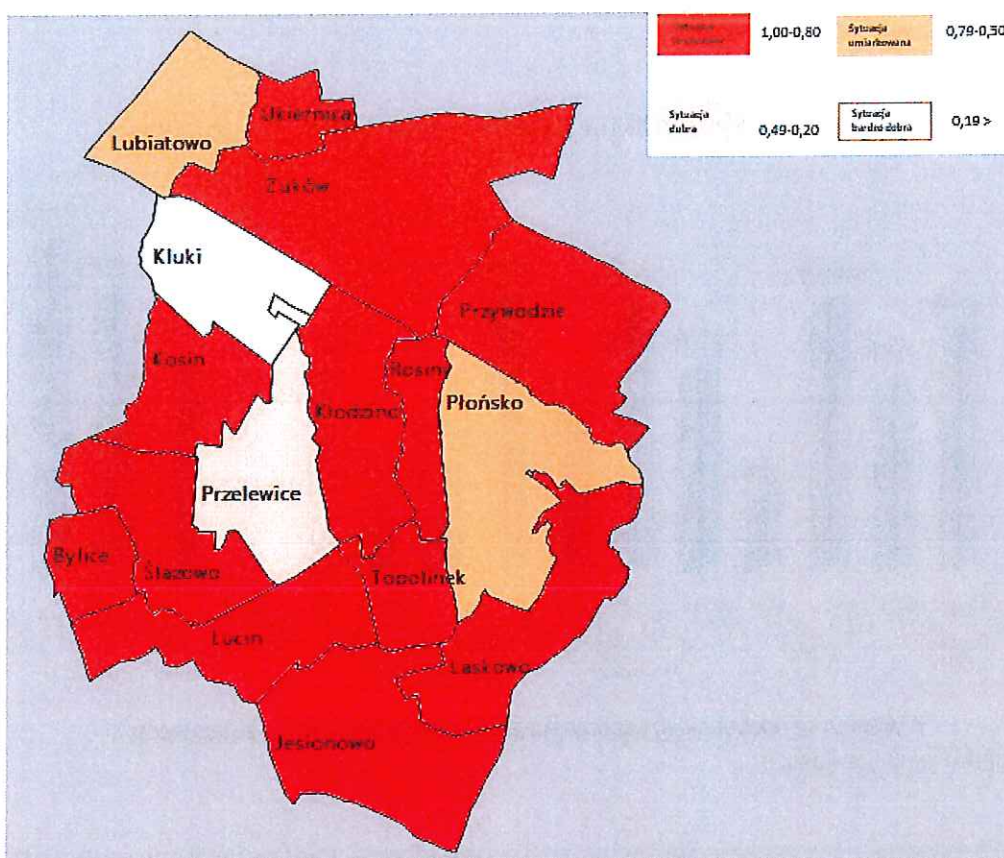 1,00-0,80
Sytuacja
umiarkowana
0,79-0,50
Sytuacja
dobra
0,49-0,20
Sytuacja
bardzo dobra
0,19 >
Ukiernica
Lubiatowo
Żuków
Kluki
Przywodzie
Kosin
Rosiny
Kłodzino
Płońsko
Przelewice
Bylice
Ślazowo
Topolinek
Lucin
Laskowo
Jesionowo